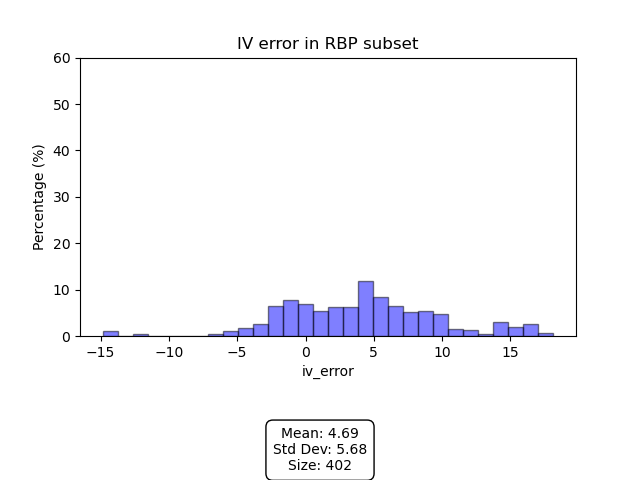 IV error in RBP subset
60
50
40
30
20
10
0
Percentage (%)
−15
−10
−5
0
5
10
15
iv_error
Mean: 4.69
Std Dev: 5.68
Size: 402